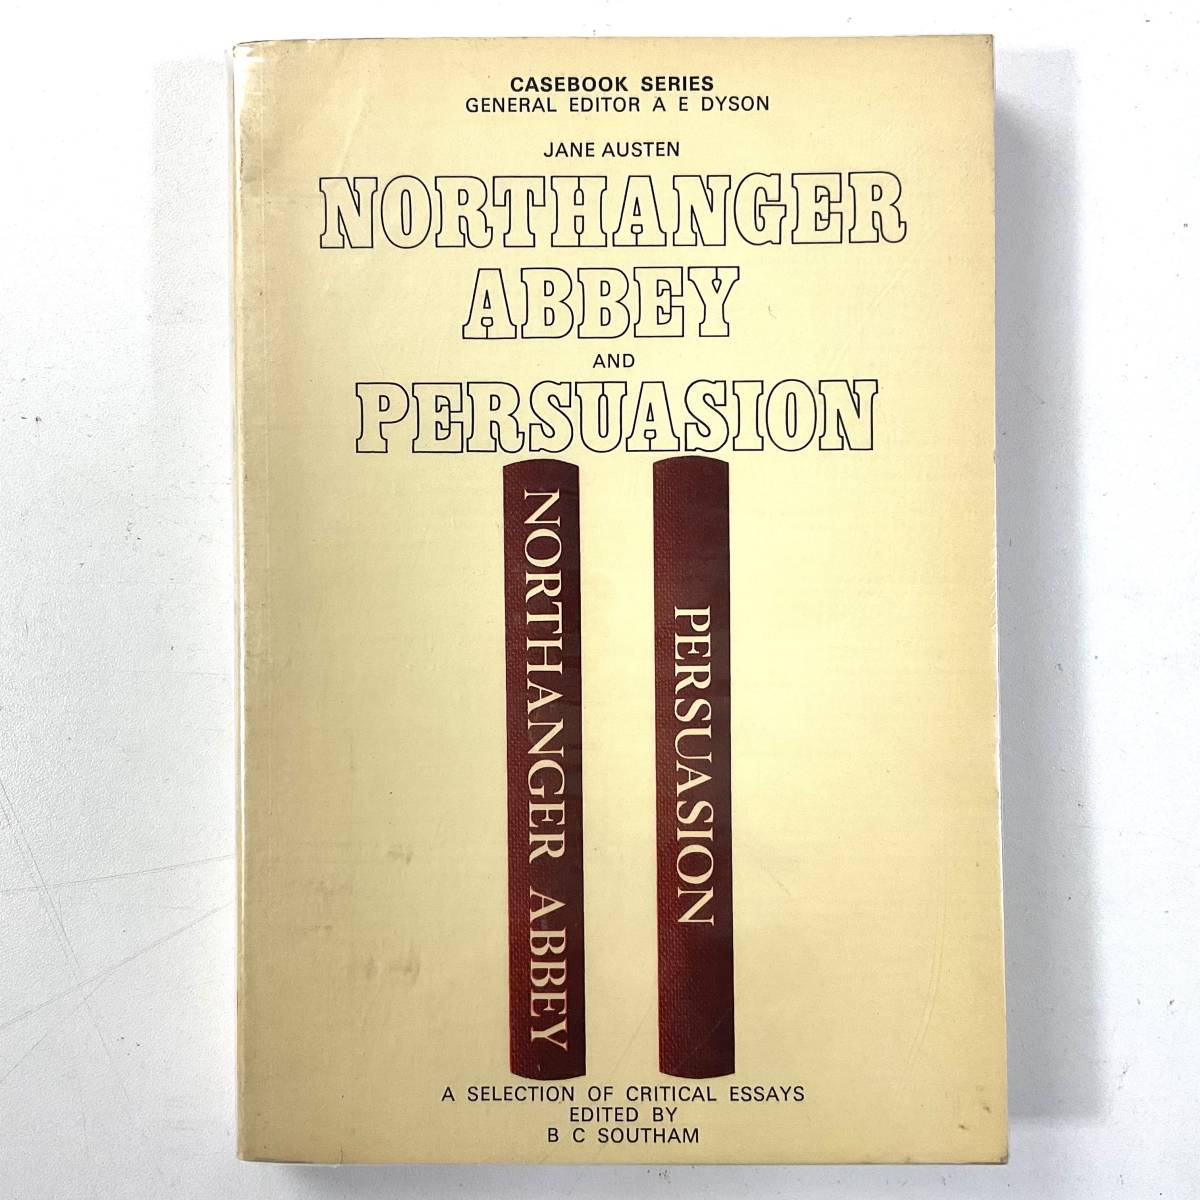 CASEBOOK SERIES
GENERAL EDITOR A E DYSON
JANE AUSTEN
NORTHANGER
ABBEY
AND
PERSUASION
NORTHANGER ABBEY
PERSUASION
A SELECTION OF CRITICAL ESSAYS
EDITED BY
B C SOUTHAM